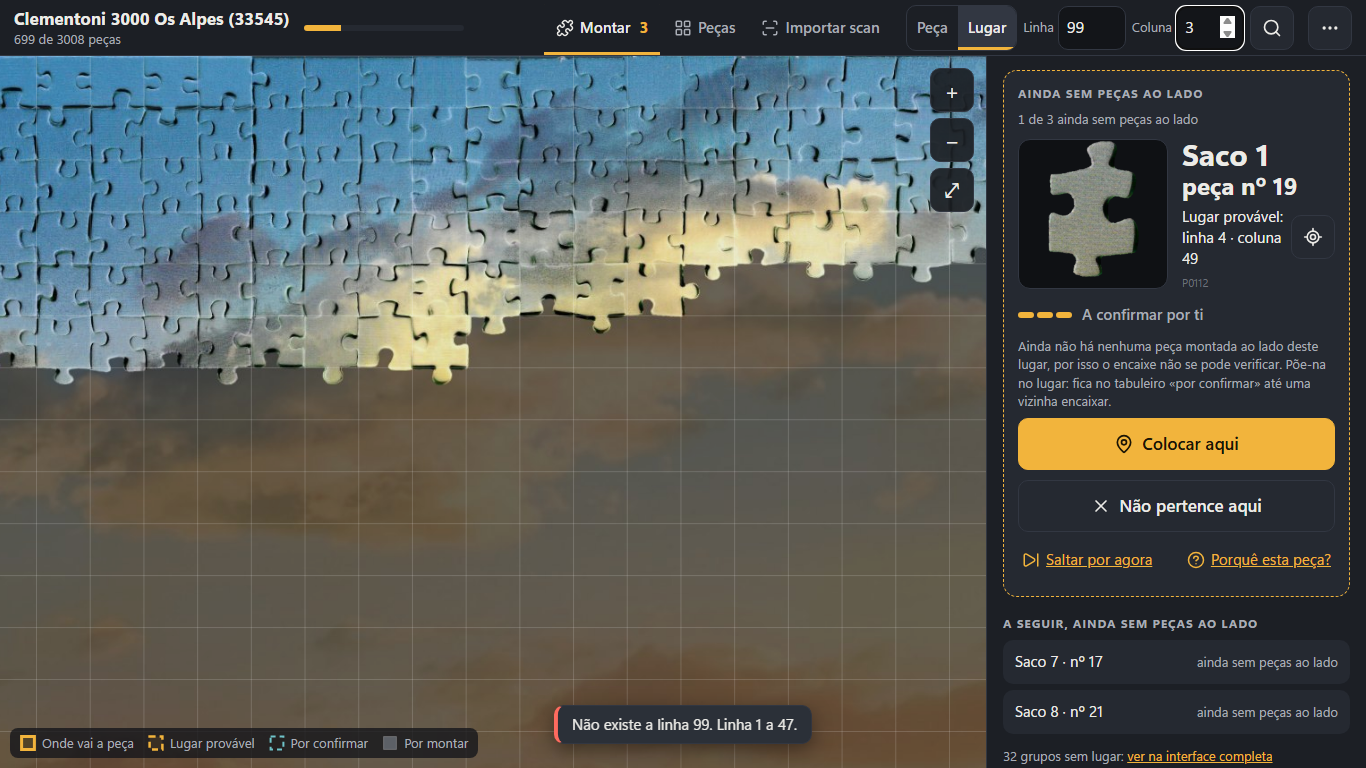 Clementoni 3000 Os Alpes (33545)
699 de 3008 peças
Montar 3
Peças
Importar scan
Peça
Lugar
Linha 99
Coluna 3
AINDA SEM PEÇAS AO LADO
1 de 3 ainda sem peças ao lado
Saco 1
peça nº 19
Lugar provável:
linha 4 · coluna
49
P0112
A confirmar por ti
Ainda não há nenhuma peça montada ao lado deste
lugar, por isso o encaixe não se pode verificar. Põe-na
no lugar: fica no tabuleiro «por confirmar» até uma
vizinha encaixar.
Colocar aqui
Não pertence aqui
Saltar por agora
Porquê esta peça?
A SEGUIR, AINDA SEM PEÇAS AO LADO
Saco 7 · nº 17 ainda sem peças ao lado
Saco 8 · nº 21 ainda sem peças ao lado
32 grupos sem lugar: ver na interface completa
Não existe a linha 99. Linha 1 a 47.
Onde vai a peça
Lugar provável
Por confirmar
Por montar